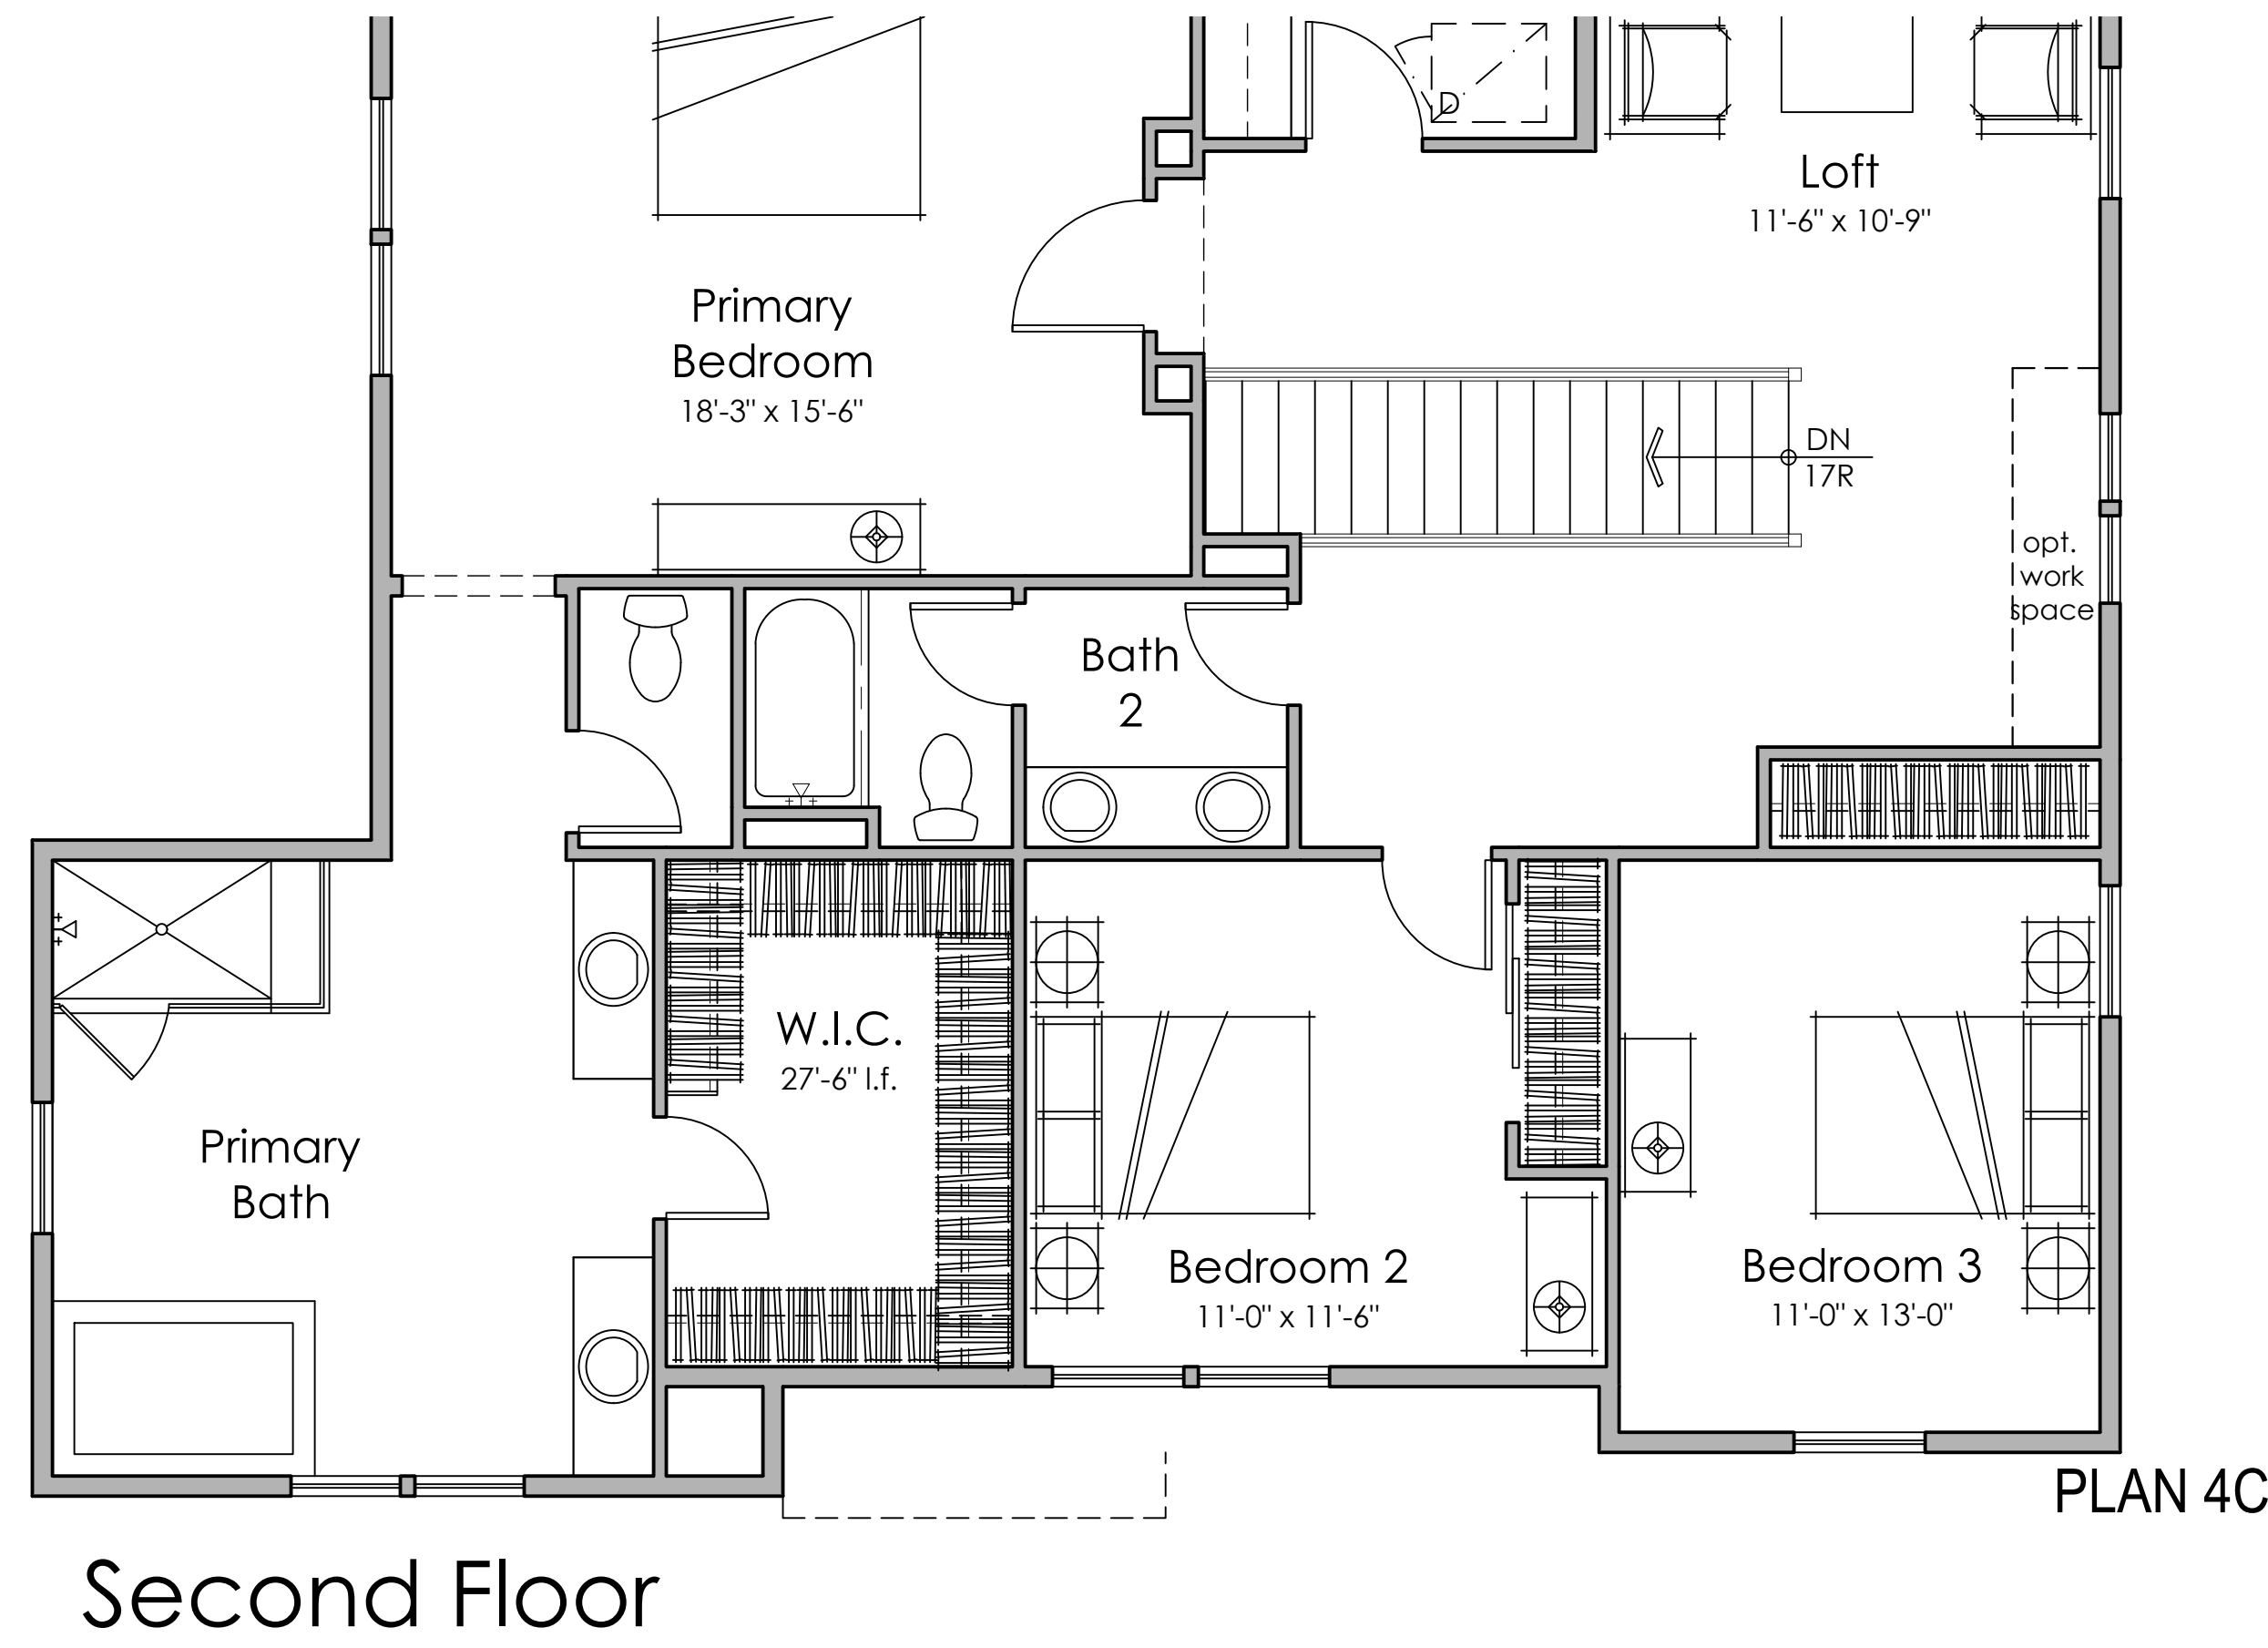 D
Loft
11'-6" x 10'-9"
Primary
Bedroom
18'-3" x 15'-6"
DN
17R
opt.
work
space
Bath
2
W.I.C.
27'-6" l.f.
Primary
Bath
Bedroom 2
11'-0" x 11'-6"
Bedroom 3
11'-0" x 13'-0"
PLAN 4C
Second Floor